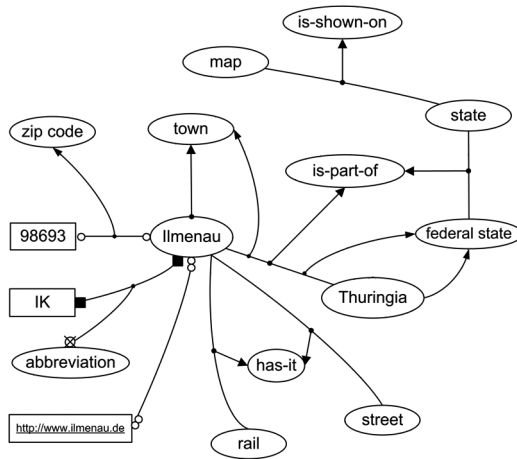 is-shown-on
map
state
zip code
town
is-part-of
98693
Ilmenau
federal state
IK
Thuringia
abbreviation
has-it
http://www.ilmenau.de
street
rail